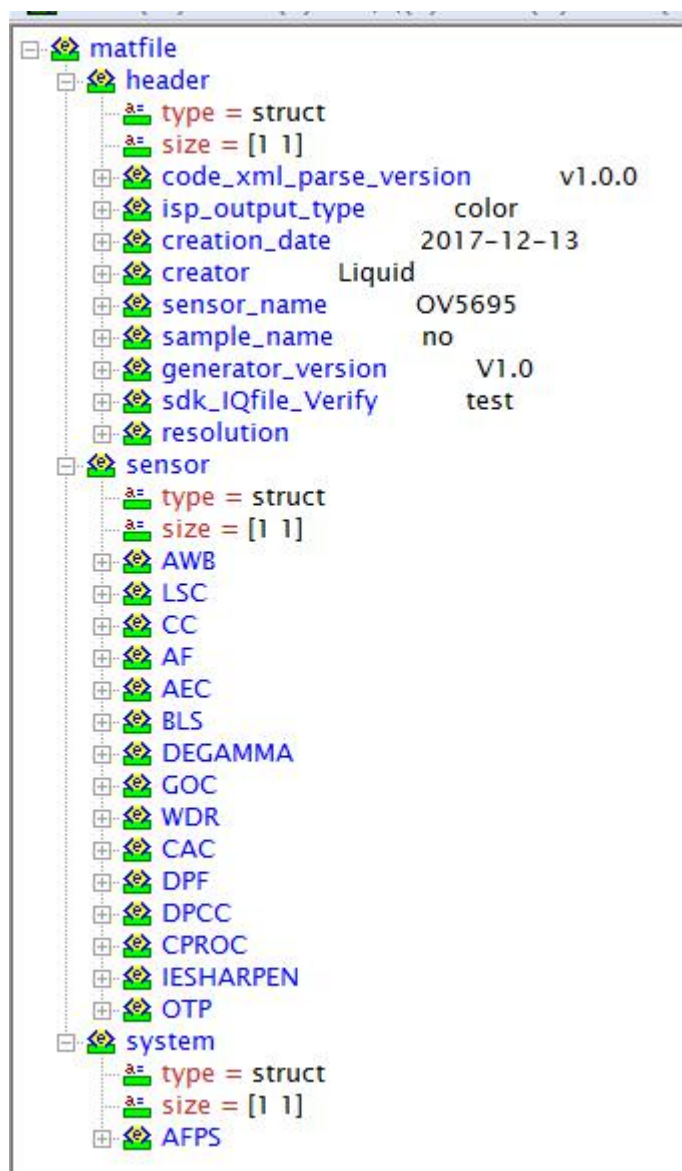 matfile
header
type = struct
size = [1 1]
code_xml_parse_version v1.0.0
isp_output_type color
creation_date 2017-12-13
creator Liquid
sensor_name OV5695
sample_name no
generator_version V1.0
sdk_IQfile_Verify test
resolution
sensor
type = struct
size = [1 1]
AWB
LSC
CC
AF
AEC
BLS
DEGAMMA
GOC
WDR
CAC
DPF
DPCC
CPROC
IESHARPEN
OTP
system
type = struct
size = [1 1]
AFPS